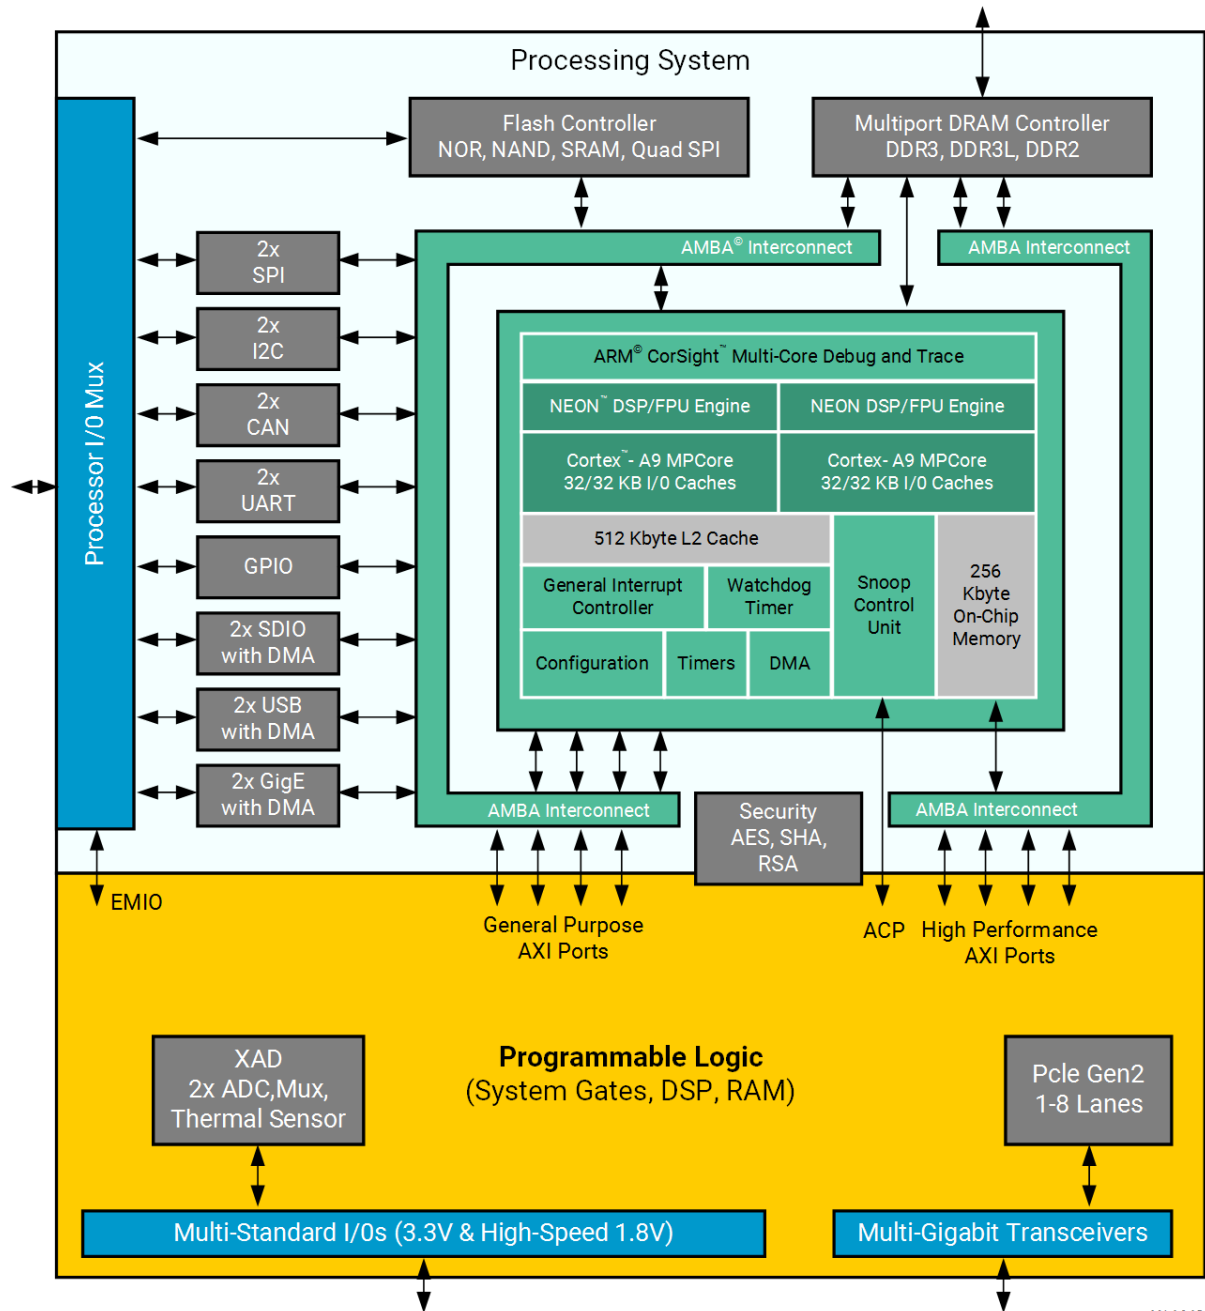 Processing System
Flash Controller
NOR, NAND, SRAM, Quad SPI
Multiport DRAM Controller
DDR3, DDR3L, DDR2
Processor I/0 Mux
2x
SPI
2x
I2C
2x
CAN
2x
UART
GPIO
2x SDIO
with DMA
2x USB
with DMA
2x GigE
with DMA
AMBA© Interconnect
AMBA Interconnect
ARM© CorSight™ Multi-Core Debug and Trace
NEON™ DSP/FPU Engine
NEON DSP/FPU Engine
Cortex™- A9 MPCore
32/32 KB I/0 Caches
Cortex- A9 MPCore
32/32 KB I/0 Caches
512 Kbyte L2 Cache
General Interrupt
Controller
Watchdog
Timer
Configuration
Timers
DMA
Snoop
Control
Unit
256
Kbyte
On-Chip
Memory
AMBA Interconnect
Security
AES, SHA,
RSA
AMBA Interconnect
EMIO
General Purpose
AXI Ports
ACP
High Performance
AXI Ports
XAD
2x ADC,Mux,
Thermal Sensor
Programmable Logic
(System Gates, DSP, RAM)
Pcle Gen2
1-8 Lanes
Multi-Standard I/0s (3.3V & High-Speed 1.8V)
Multi-Gigabit Transceivers